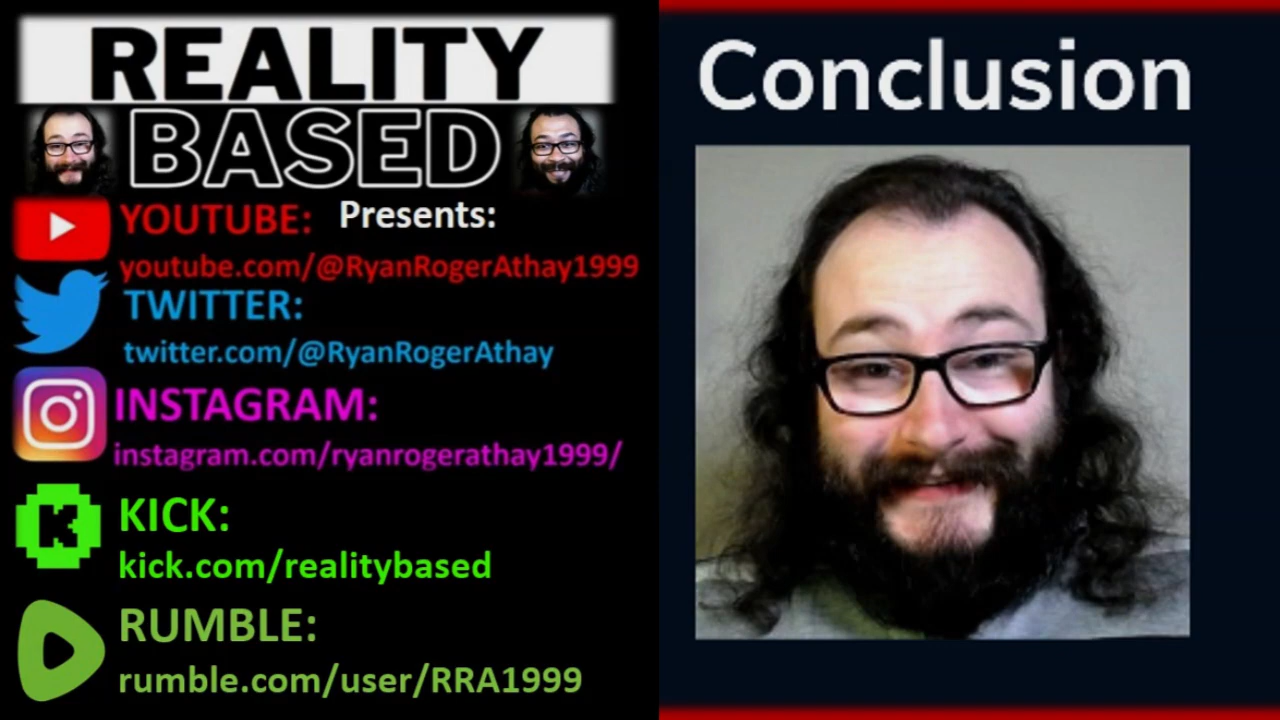 REALITY
BASED
Presents:
YOUTUBE:
youtube.com/@RyanRogerAthay1999
TWITTER:
twitter.com/@RyanRogerAthay
INSTAGRAM:
instagram.com/ryanrogerathay1999/
K
KICK:
kick.com/realitybased
RUMBLE:
rumble.com/user/RRA1999
Conclusion